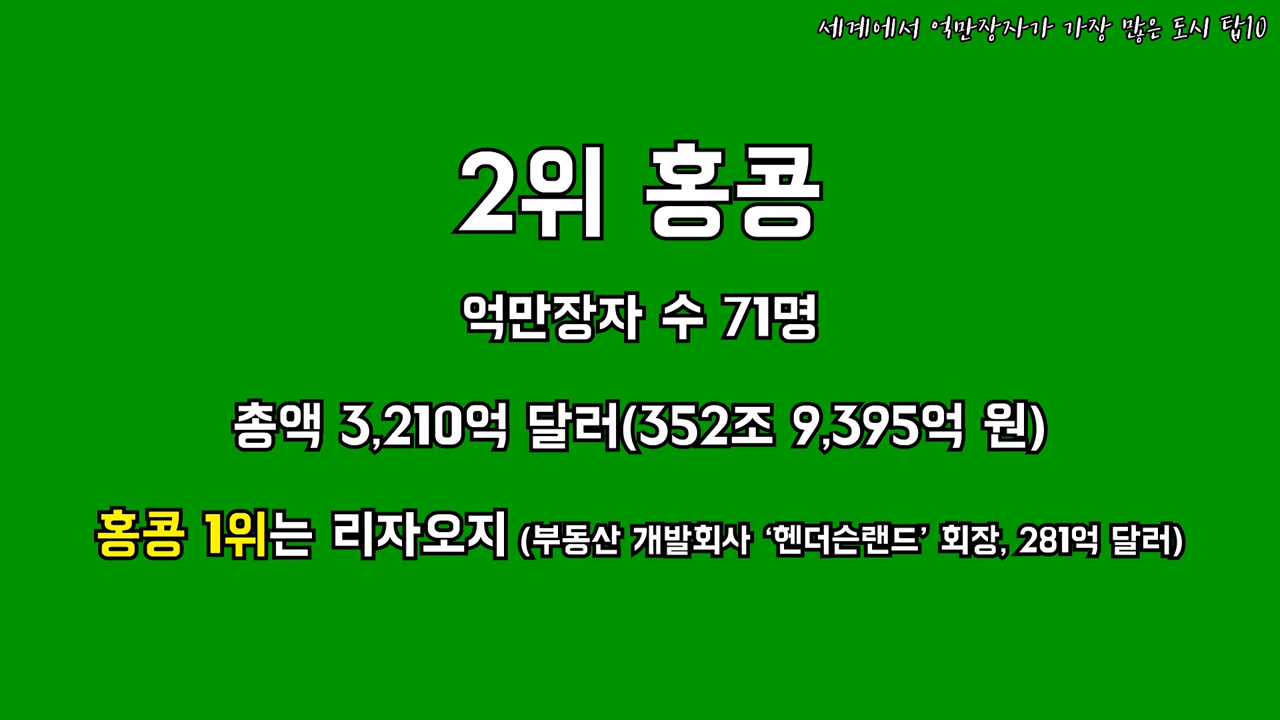 세계에서 억만장자가 가장 많은 도시 탑10
2위 홍콩
억만장자 수 71명
총액 3,210억 달러(352조 9,395억 원)
홍콩 1위는 리자오지 (부동산 개발회사 ‘헨더슨랜드’ 회장, 281억 달러)